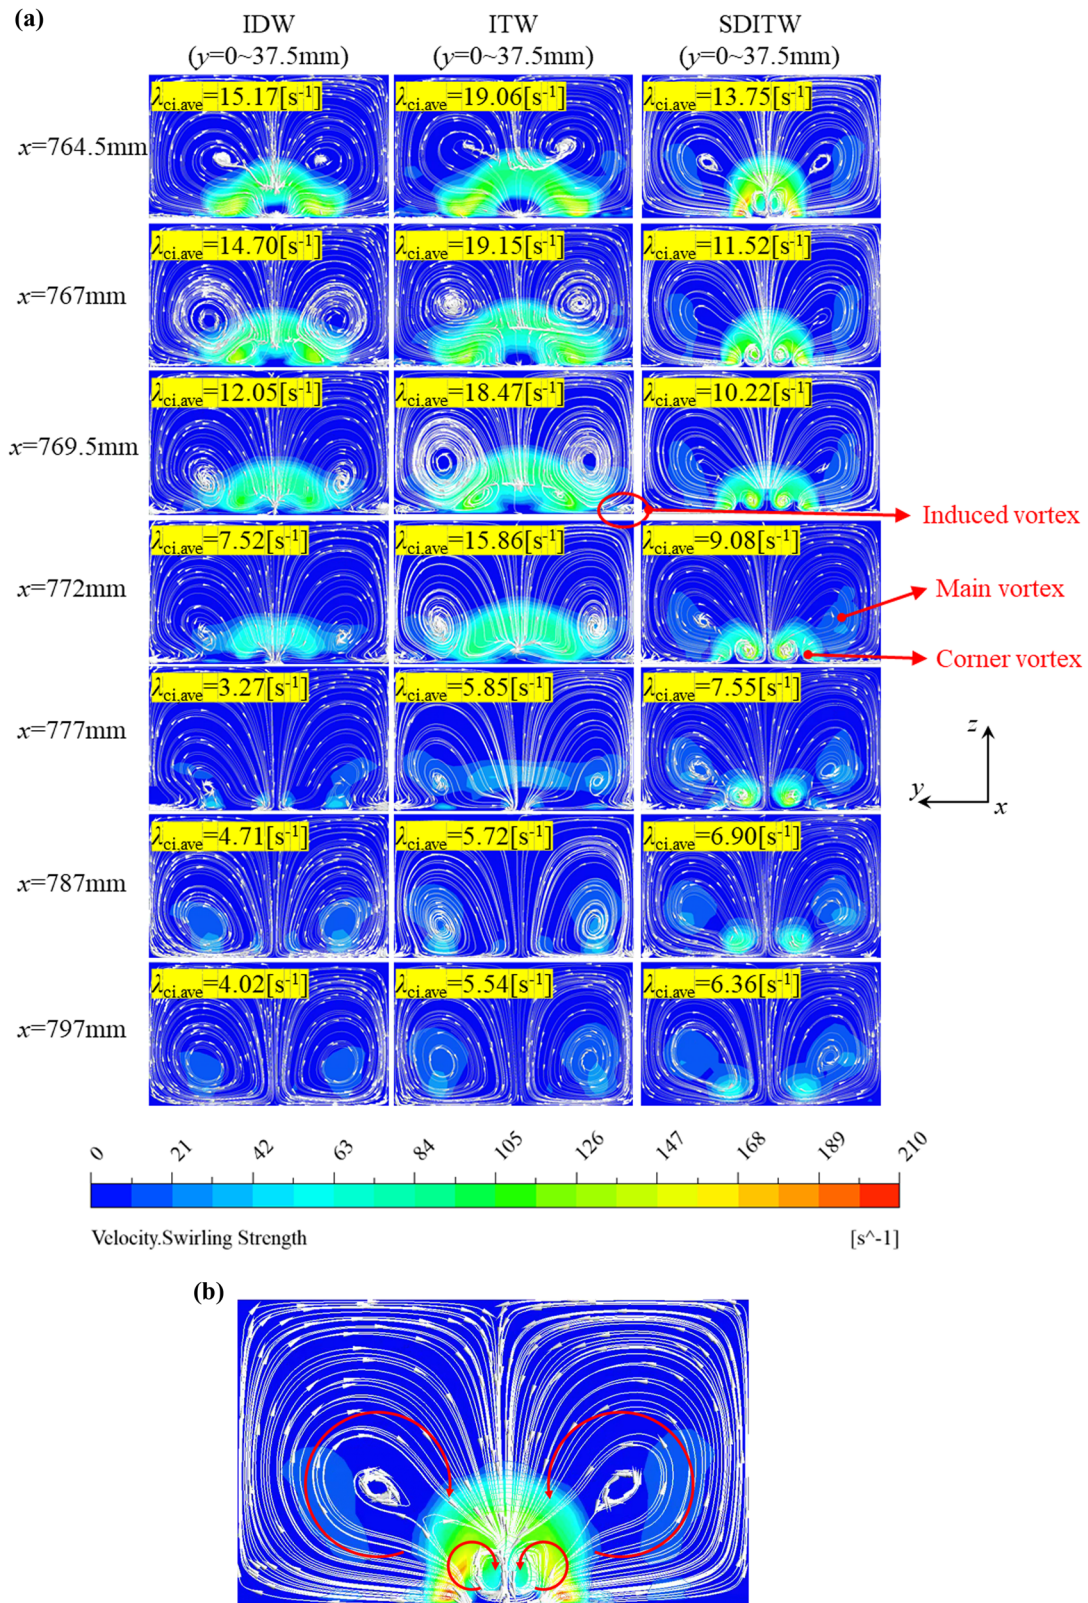 (a)
IDW ITW SDITW
(y=0~37.5mm) (y=0~37.5mm) (y=0~37.5mm)
x=764.5mm λci.ave=15.17[s-1] λci.ave=19.06[s-1] λci.ave=13.75[s-1]
x=767mm λci.ave=14.70[s-1] λci.ave=19.15[s-1] λci.ave=11.52[s-1]
x=769.5mm λci.ave=12.05[s-1] λci.ave=18.47[s-1] λci.ave=10.22[s-1]
Induced vortex
x=772mm λci.ave=7.52[s-1] λci.ave=15.86[s-1] λci.ave=9.08[s-1]
Main vortex
Corner vortex
x=777mm λci.ave=3.27[s-1] λci.ave=5.85[s-1] λci.ave=7.55[s-1]
z
y x
x=787mm λci.ave=4.71[s-1] λci.ave=5.72[s-1] λci.ave=6.90[s-1]
x=797mm λci.ave=4.02[s-1] λci.ave=5.54[s-1] λci.ave=6.36[s-1]
0 21 42 63 84 105 126 147 168 189 210
Velocity.Swirling Strength [s^-1]
(b)